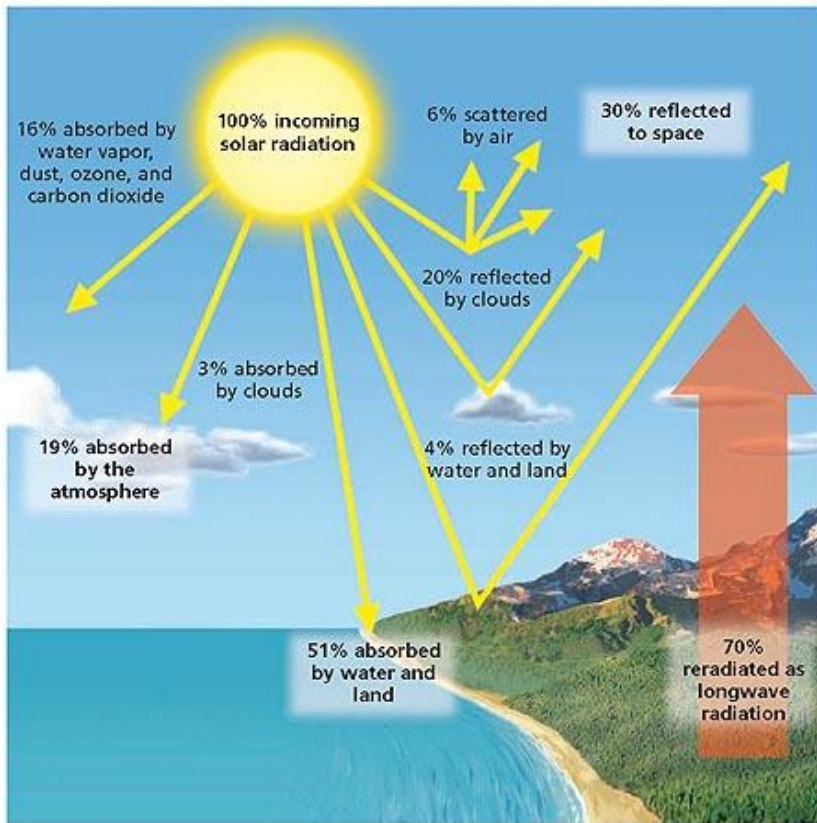 100% incoming
solar radiation
16% absorbed by
water vapor,
dust, ozone, and
carbon dioxide
6% scattered
by air
30% reflected
to space
20% reflected
by clouds
3% absorbed
by clouds
19% absorbed
by the
atmosphere
4% reflected by
water and land
51% absorbed
by water and
land
70%
reradiated as
longwave
radiation